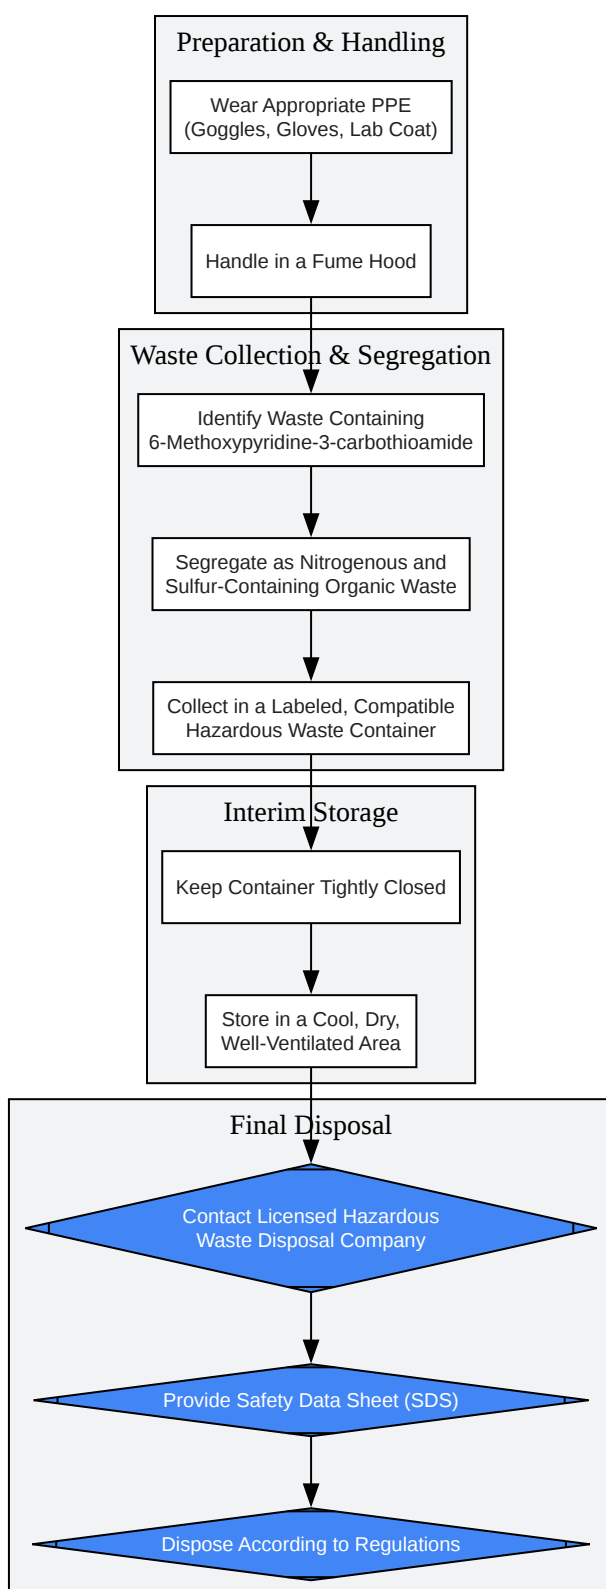 Preparation & Handling
Wear Appropriate PPE
(Goggles, Gloves, Lab Coat)
Handle in a Fume Hood
Waste Collection & Segregation
Identify Waste Containing
6-Methoxypyridine-3-carbothioamide
Segregate as Nitrogenous and
Sulfur-Containing Organic Waste
Collect in a Labeled, Compatible
Hazardous Waste Container
Interim Storage
Keep Container Tightly Closed
Store in a Cool, Dry,
Well-Ventilated Area
Final Disposal
Contact Licensed Hazardous
Waste Disposal Company
Provide Safety Data Sheet (SDS)
Dispose According to Regulations